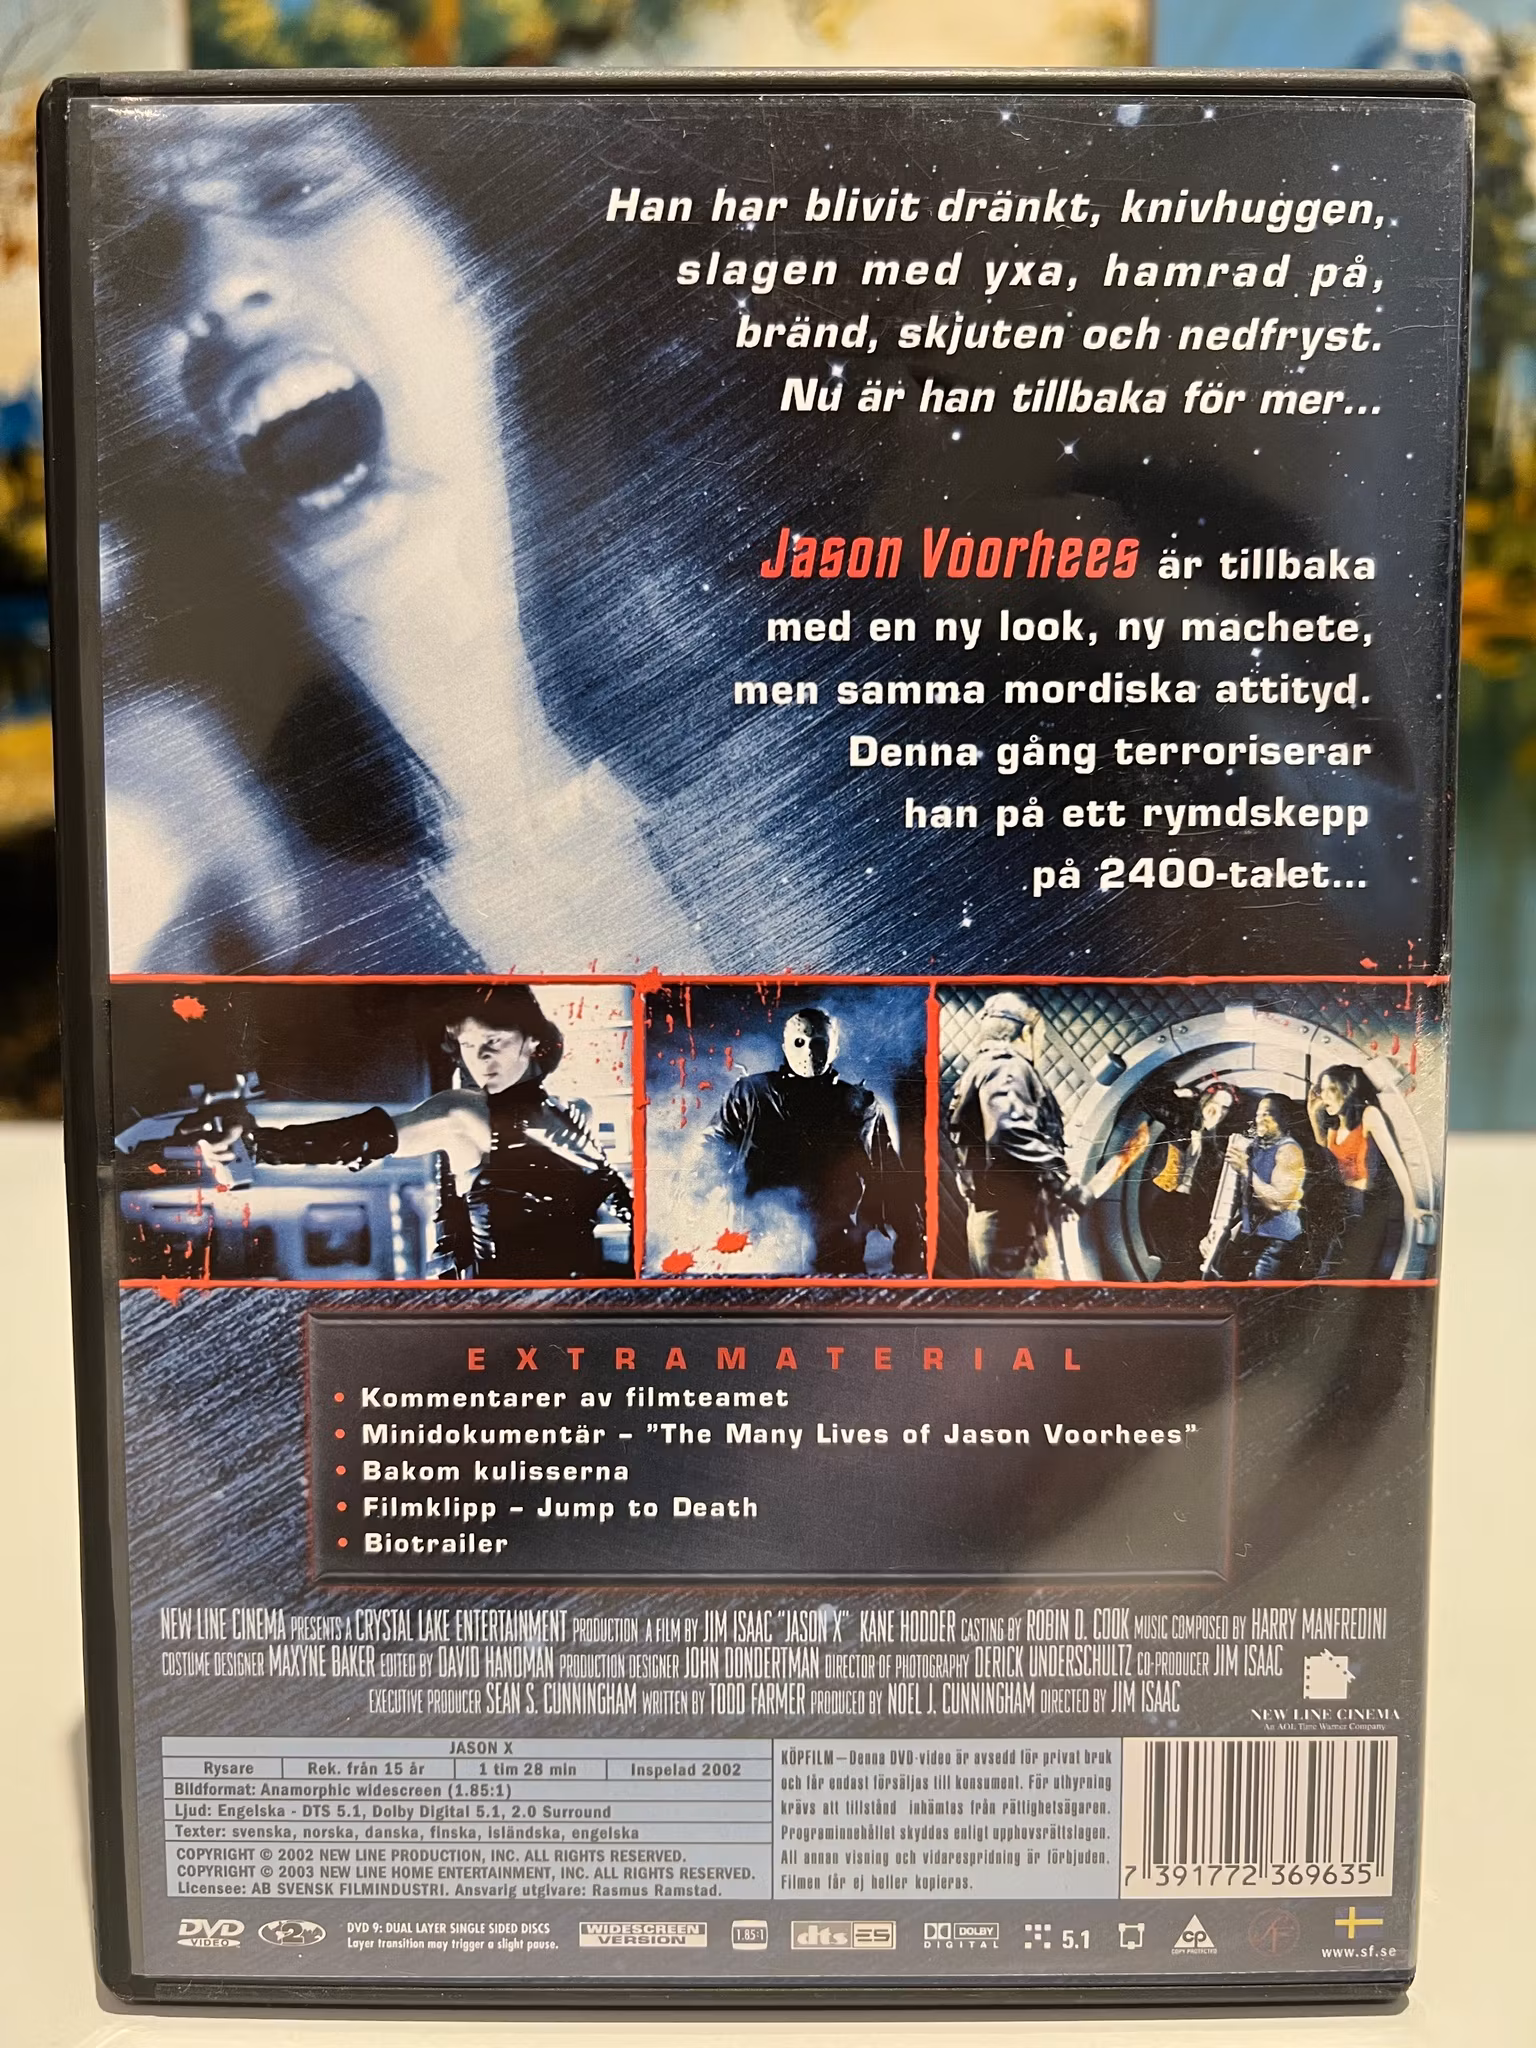 Han har blivit dränkt, knivhuggen,
slagen med yxa, hamrad på,
bränd, skjuten och nedfryst.
Nu är han tillbaka för mer...
Jason Voorhees är tillbaka
med en ny look, ny machete,
men samma mordiska attityd.
Denna gång terroriserar
han på ett rymdskepp
på 2400-talet...
EXTRAMATERIAL
• Kommentarer av filmteamet
• Minidokumentär – ”The Many Lives of Jason Voorhees”
• Bakom kulisserna
• Filmklipp – Jump to Death
• Biotrailer
NEW LINE CINEMA PRESENTS A CRYSTAL LAKE ENTERTAINMENT PRODUCTION A FILM BY JIM ISAAC "JASON X" KANE HODDER CASTING BY ROBIN D. COOK MUSIC COMPOSED BY HARRY MANFREDINI
COSTUME DESIGNER MAXYNE BAKER EDITED BY DAVID HANDMAN PRODUCTION DESIGNER JOHN DONDERTMAN DIRECTOR OF PHOTOGRAPHY DERICK UNDERSCHULTZ CO-PRODUCER JIM ISAAC
EXECUTIVE PRODUCER SEAN S. CUNNINGHAM WRITTEN BY TODD FARMER PRODUCED BY NOEL J. CUNNINGHAM DIRECTED BY JIM ISAAC
NEW LINE CINEMA
An AOL Time Warner Company
JASON X
Rysare Rek. från 15 år 1 tim 28 min Inspelad 2002
Bildformat: Anamorphic widescreen (1.85:1)
Ljud: Engelska - DTS 5.1, Dolby Digital 5.1, 2.0 Surround
Texter: svenska, norska, danska, finska, isländska, engelska
COPYRIGHT © 2002 NEW LINE PRODUCTION, INC. ALL RIGHTS RESERVED.
COPYRIGHT © 2003 NEW LINE HOME ENTERTAINMENT, INC. ALL RIGHTS RESERVED.
Licensee: AB SVENSK FILMINDUSTRI. Ansvarig utgivare: Rasmus Ramstad.
KÖPFILM – Denna DVD-video är avsedd för privat bruk
och får endast försäljas till konsument. För uthyrning
krävs att tillstånd inhämtas från rättighetsägaren.
Programinnehållet skyddas enligt upphovsrättslagen.
All annan visning och vidarespridning är förbjuden.
Filmen får ej heller kopieras.
7 391772 369635
DVD VIDEO
2
DVD 9: DUAL LAYER SINGLE SIDED DISCS
Layer transition may trigger a slight pause.
WIDESCREEN VERSION
1.85:1
dts ES
DOLBY DIGITAL
5.1
CP
COPY PROTECTED
SF
www.sf.se